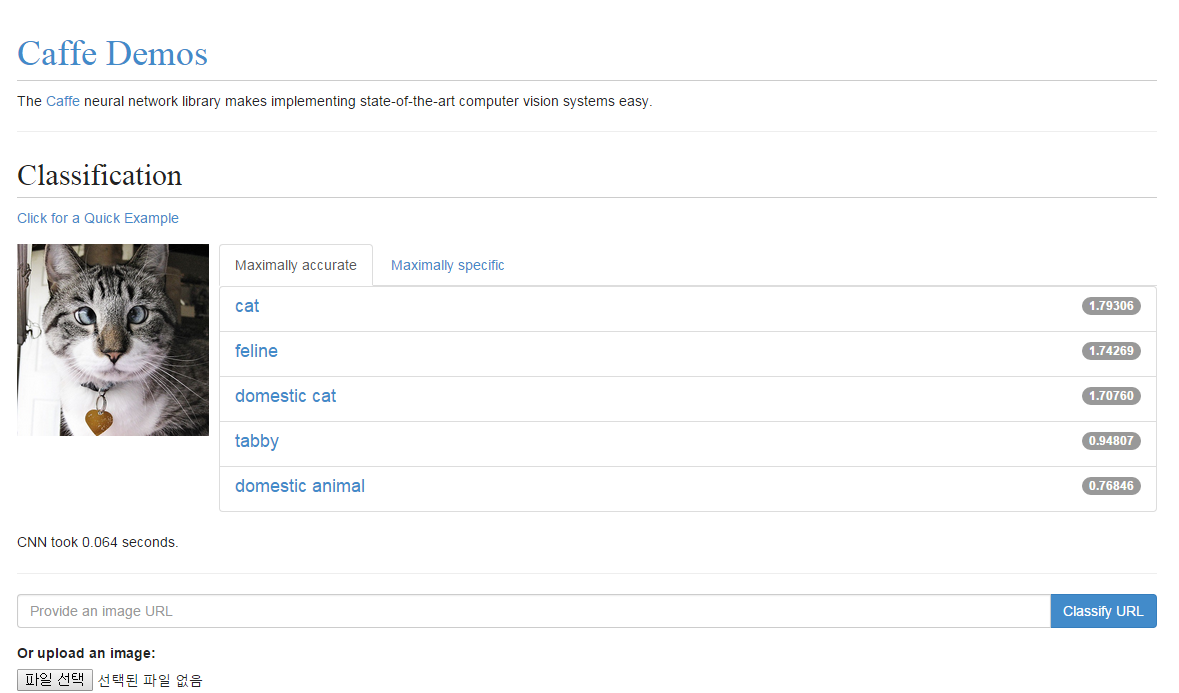 Caffe Demos
The Caffe neural network library makes implementing state-of-the-art computer vision systems easy.
Classification
Click for a Quick Example
Maximally accurate Maximally specific
cat 1.79306
feline 1.74269
domestic cat 1.70760
tabby 0.94807
domestic animal 0.76846
CNN took 0.064 seconds.
Provide an image URL Classify URL
Or upload an image:
파일 선택 선택된 파일 없음